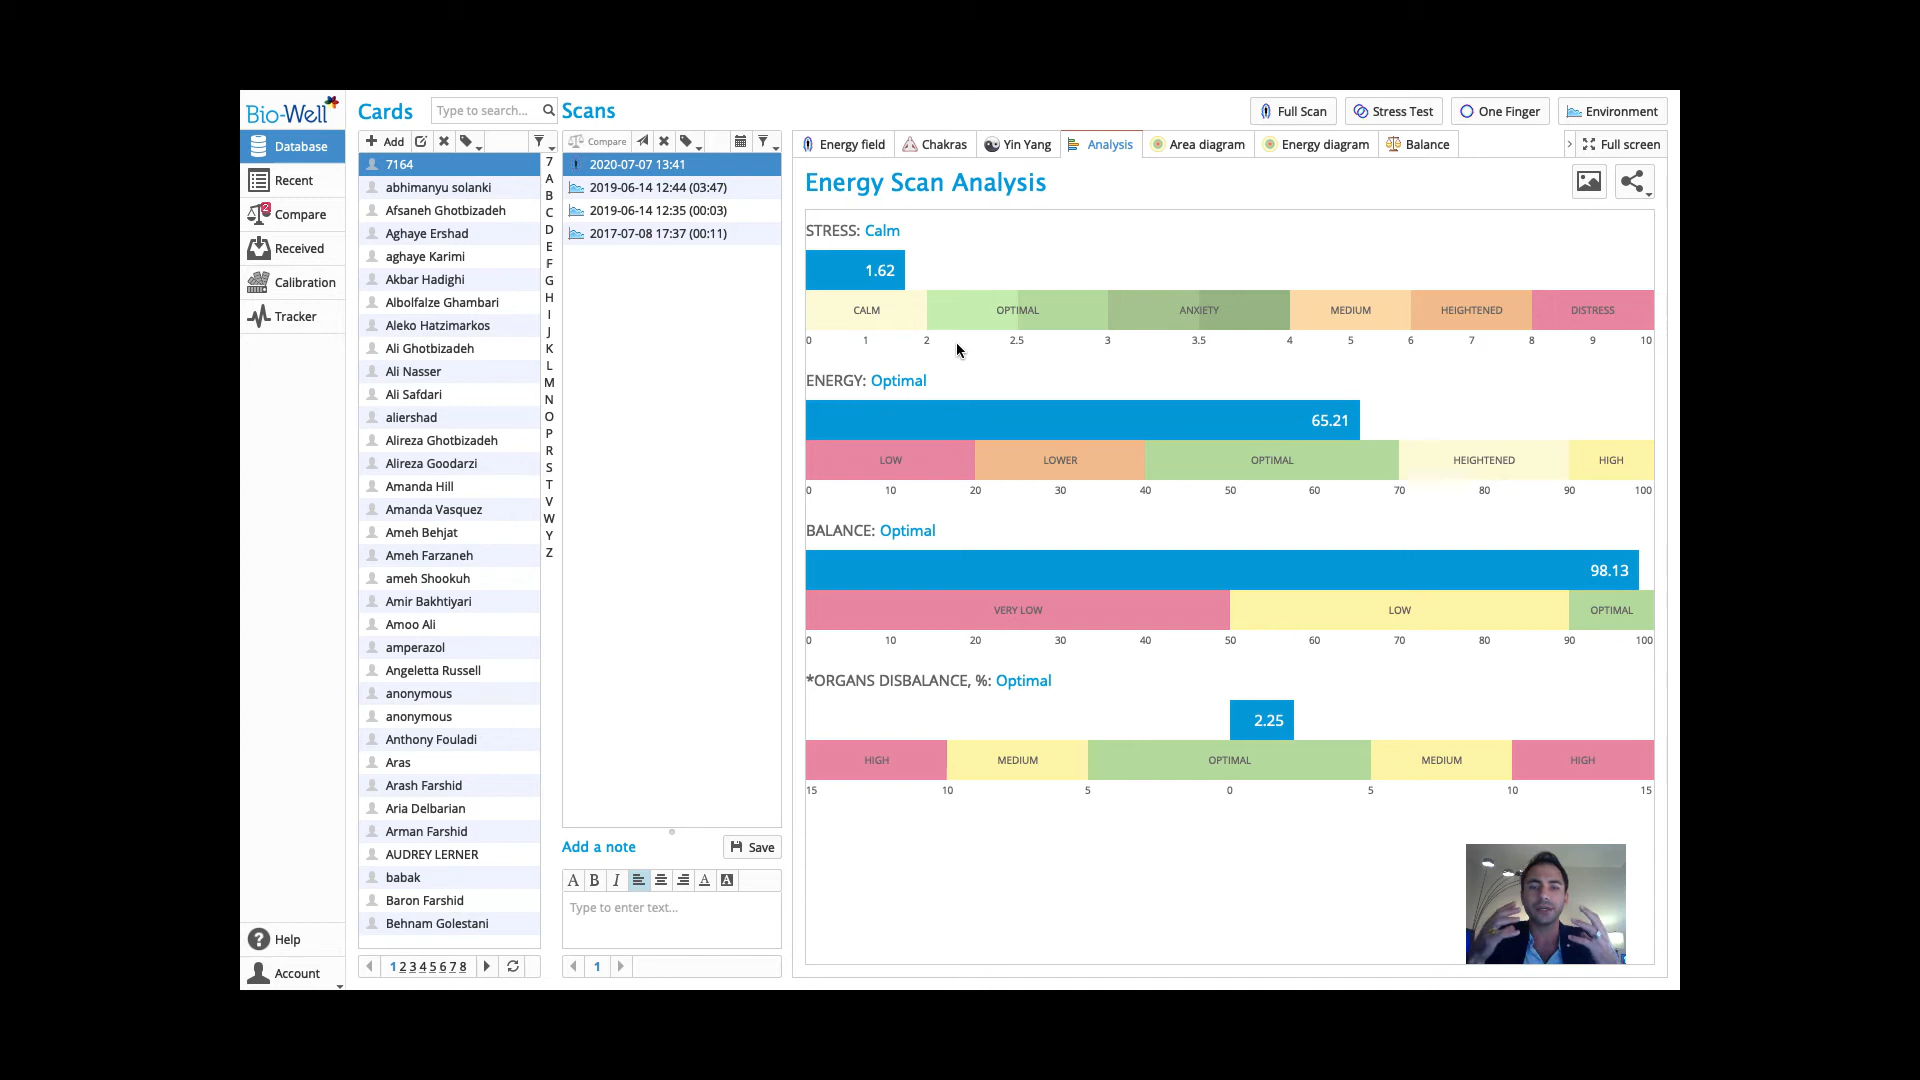 Bio-Well
Database
Recent
2
Compare
Received
Calibration
Tracker
Help
Account
Cards
Type to search...
Add
7164
abhimanyu solanki
Afsaneh Ghotbizadeh
Aghaye Ershad
aghaye Karimi
Akbar Hadighi
Albolfalze Ghambari
Aleko Hatzimarkos
Ali Ghotbizadeh
Ali Nasser
Ali Safdari
aliershad
Alireza Ghotbizadeh
Alireza Goodarzi
Amanda Hill
Amanda Vasquez
Ameh Behjat
Ameh Farzaneh
ameh Shookuh
Amir Bakhtiyari
Amoo Ali
amperazol
Angeletta Russell
anonymous
anonymous
Anthony Fouladi
Aras
Arash Farshid
Aria Delbarian
Arman Farshid
AUDREY LERNER
babak
Baron Farshid
Behnam Golestani
1 2 3 4 5 6 7 8
7
A
B
C
D
E
F
G
H
I
J
K
L
M
N
O
P
R
S
T
V
W
Y
Z
Scans
Compare
2020-07-07 13:41
2019-06-14 12:44 (03:47)
2019-06-14 12:35 (00:03)
2017-07-08 17:37 (00:11)
Add a note
Save
A B I A A
Type to enter text...
1
Full Scan Stress Test One Finger Environment
Energy field Chakras Yin Yang Analysis Area diagram Energy diagram Balance Full screen
Energy Scan Analysis
STRESS: Calm
1.62
CALM OPTIMAL ANXIETY MEDIUM HEIGHTENED DISTRESS
0 1 2 2.5 3 3.5 4 5 6 7 8 9 10
ENERGY: Optimal
65.21
LOW LOWER OPTIMAL HEIGHTENED HIGH
0 10 20 30 40 50 60 70 80 90 100
BALANCE: Optimal
98.13
VERY LOW LOW OPTIMAL
0 10 20 30 40 50 60 70 80 90 100
*ORGANS DISBALANCE, %: Optimal
2.25
HIGH MEDIUM OPTIMAL MEDIUM HIGH
15 10 5 0 5 10 15